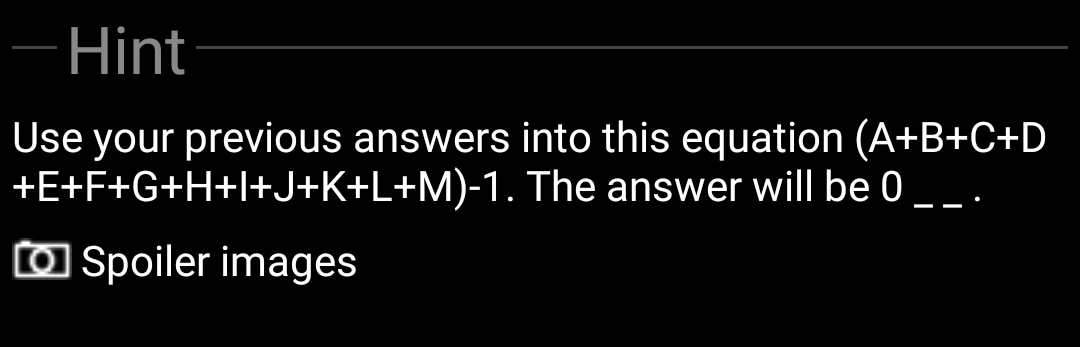 Hint
Use your previous answers into this equation (A+B+C+D
+E+F+G+H+I+J+K+L+M)-1. The answer will be 0 _ _ .
Spoiler images